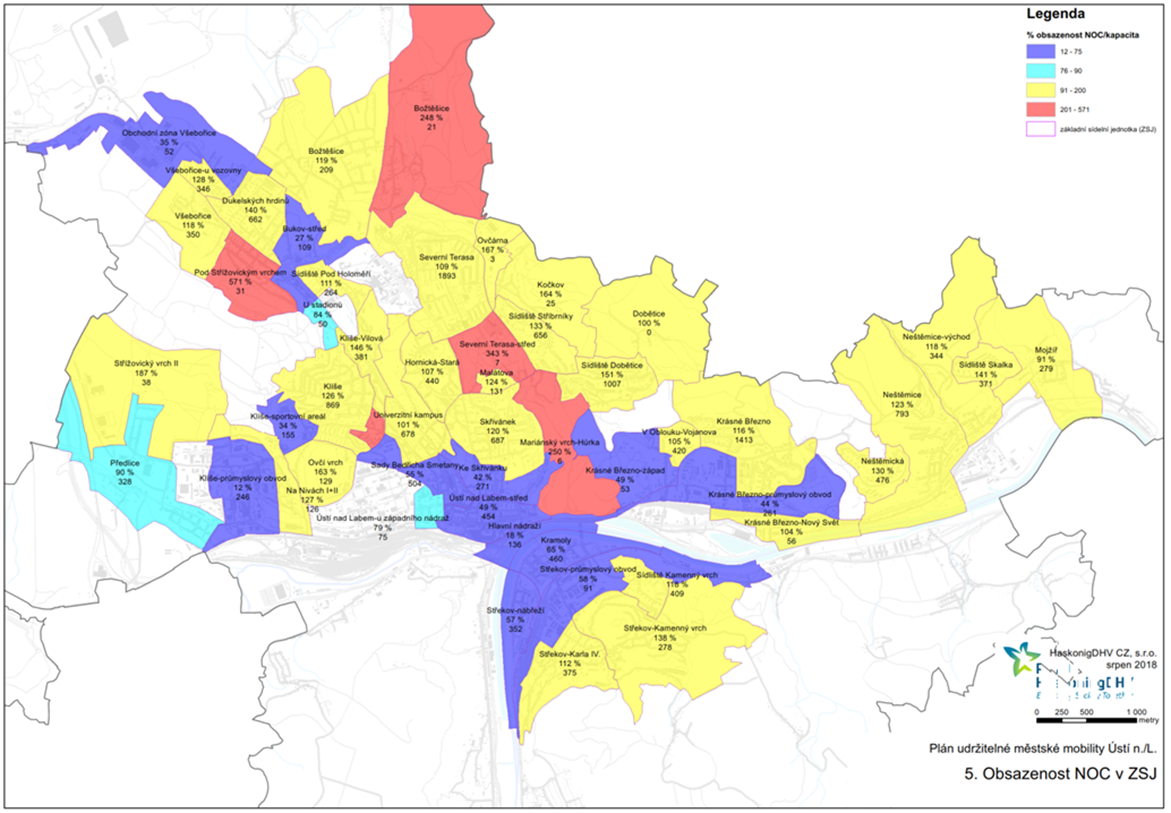 Legenda
% obsazenost NOC/kapacita
12 - 75
76 - 90
91 - 200
201 - 571
základní sídelní jednotka (ZSJ)
Božtěšice
248 %
21
Obchodní zóna Všebořice
35 %
52
Božtěšice
119 %
209
Všebořice-u vozovny
128 %
346
Dukelských hrdinů
140 %
662
Všebořice
118 %
350
Bukov-střed
27 %
109
Ovčárna
167 %
3
Severní Terasa
109 %
1893
Pod Střížovickým vrchem
571 %
31
Sídliště Pod Holoměří
111 %
264
Kočkov
164 %
25
U stadionů
84 %
50
Dobětice
100 %
0
Sídliště Stříbrníky
133 %
656
Klíše-Vilová
146 %
381
Severní Terasa-střed
343 %
7
Neštěmice-východ
118 %
344
Mojžíř
91 %
279
Střížovický vrch II
187 %
38
Hornická-Stará
107 %
440
Malátova
124 %
131
Sídliště Dobětice
151 %
1007
Sídliště Skalka
141 %
371
Klíše
126 %
869
Neštěmice
123 %
793
Klíše-sportovní areál
34 %
155
Univerzitní kampus
101 %
678
Skřivánek
120 %
687
Krásné Březno
116 %
1413
V Oblouku-Vojanova
105 %
420
Mariánský vrch-Hůrka
250 %
6
Předlice
90 %
328
Ovčí vrch
163 %
129
Sady Bedřicha Smetany
55 %
504
Ke Skřivánku
42 %
271
Krásné Březno-západ
49 %
53
Neštěmická
130 %
476
Klíše-průmyslový obvod
12 %
246
Na Nivách I+II
127 %
126
Ústí nad Labem-střed
49 %
454
Krásné Březno-průmyslový obvod
44 %
261
Ústí nad Labem-u západního nádraž
79 %
75
Hlavní nádraží
18 %
136
Krásné Březno-Nový Svět
104 %
56
Kramoly
65 %
460
Střekov-průmyslový obvod
58 %
91
Sídliště Kamenný vrch
118 %
409
Střekov-nábřeží
57 %
352
Střekov-Kamenný vrch
138 %
278
Střekov-Karla IV.
112 %
375
HaskonigDHV CZ, s.r.o.
srpen 2018
0 250 500 1 000
metry
Plán udržitelné městské mobility Ústí n./L.
5. Obsazenost NOC v ZSJ